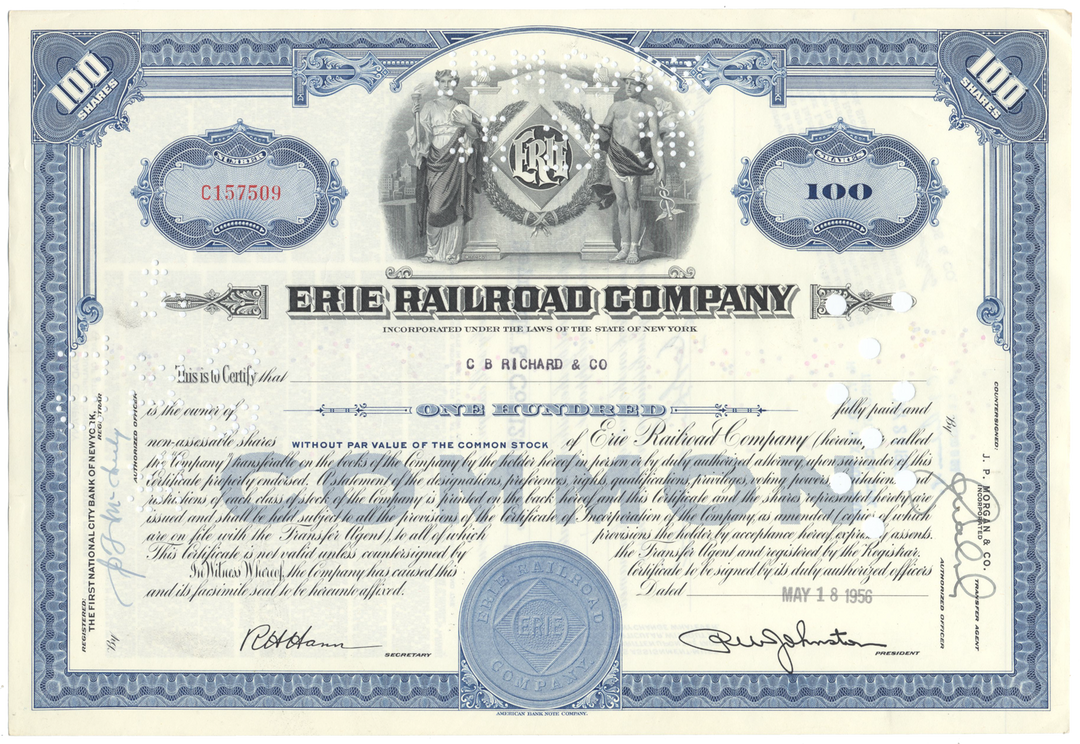 100 SHARES
100 SHARES
NUMBER
C157509
ERIE
SHARES
100
ERIE RAILROAD COMPANY
INCORPORATED UNDER THE LAWS OF THE STATE OF NEW YORK
This is to Certify that
C B RICHARD & CO
is the owner of
ONE HUNDRED
fully paid and
non-assessable shares WITHOUT PAR VALUE OF THE COMMON STOCK of Erie Railroad Company (hereinafter called
the Company) transferable on the books of the Company by the holder hereof in person or by duly authorized attorney upon surrender of this
certificate properly endorsed. A statement of the designations, preferences, rights, qualifications, privileges, voting powers, limitations,
restrictions of each class of stock of the Company is printed on the back hereof and this Certificate and the shares represented hereby are
issued and shall be held subject to all the provisions of the Certificate of Incorporation of the Company, as amended (copies of which
are on file with the Transfer Agent), to all of which provisions the holder by acceptance hereof expressly assents.
This Certificate is not valid unless countersigned by the Transfer Agent and registered by the Registrar.
In Witness Whereof, the Company has caused this Certificate to be signed by its duly authorized officers
and its facsimile seal to be hereunto affixed.
Dated MAY 18 1956
COMMON
ERIE RAILROAD COMPANY
ERIE
R H Hann
SECRETARY
R W Johnston
PRESIDENT
AMERICAN BANK NOTE COMPANY.
REGISTERED:
THE FIRST NATIONAL CITY BANK OF NEW YORK,
REGISTRAR
By
AUTHORIZED OFFICER
COUNTERSIGNED:
J. P. MORGAN & CO.
INCORPORATED
TRANSFER AGENT
By
AUTHORIZED OFFICER